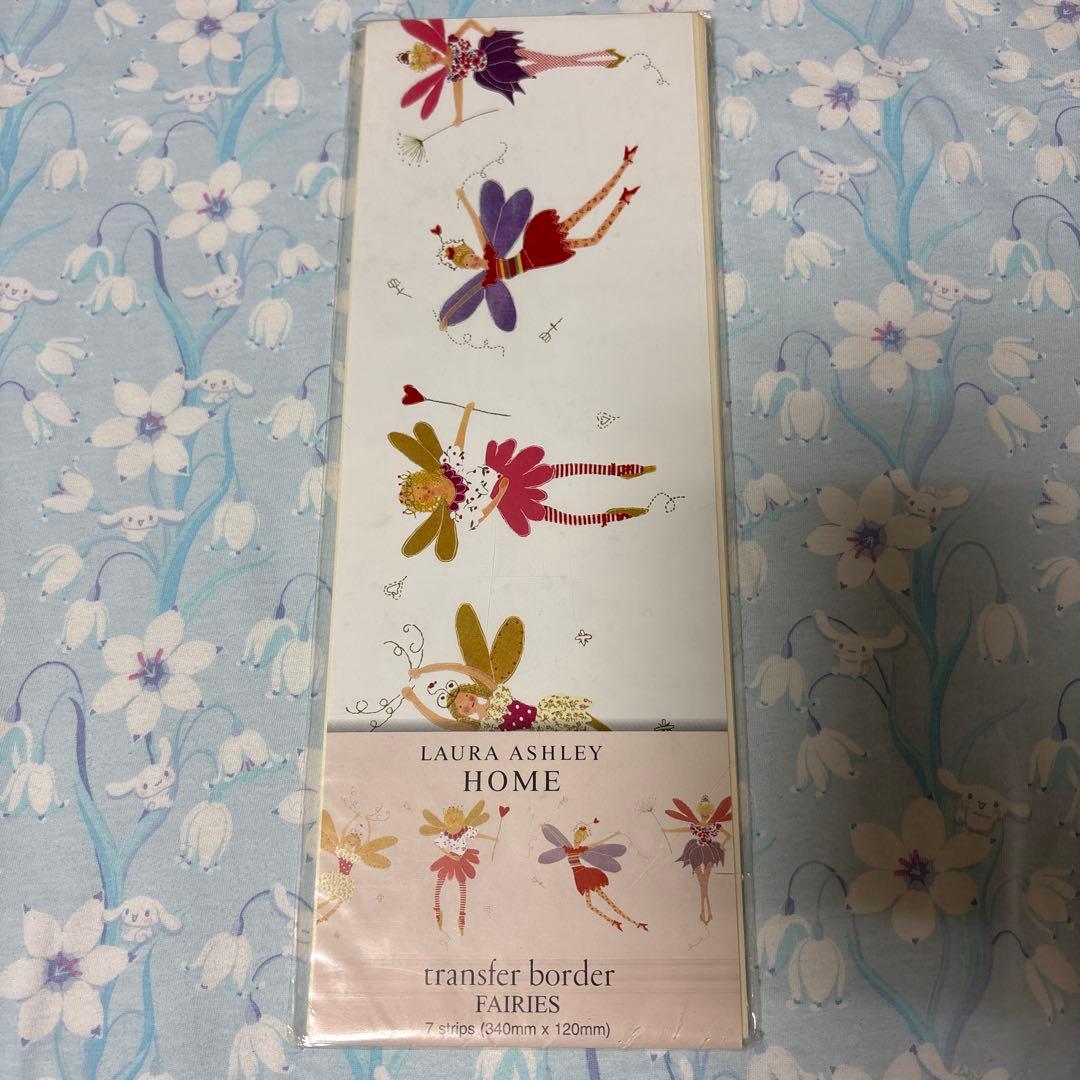 LAURA ASHLEY
HOME
transfer border
FAIRIES
7 strips (340mm x 120mm)